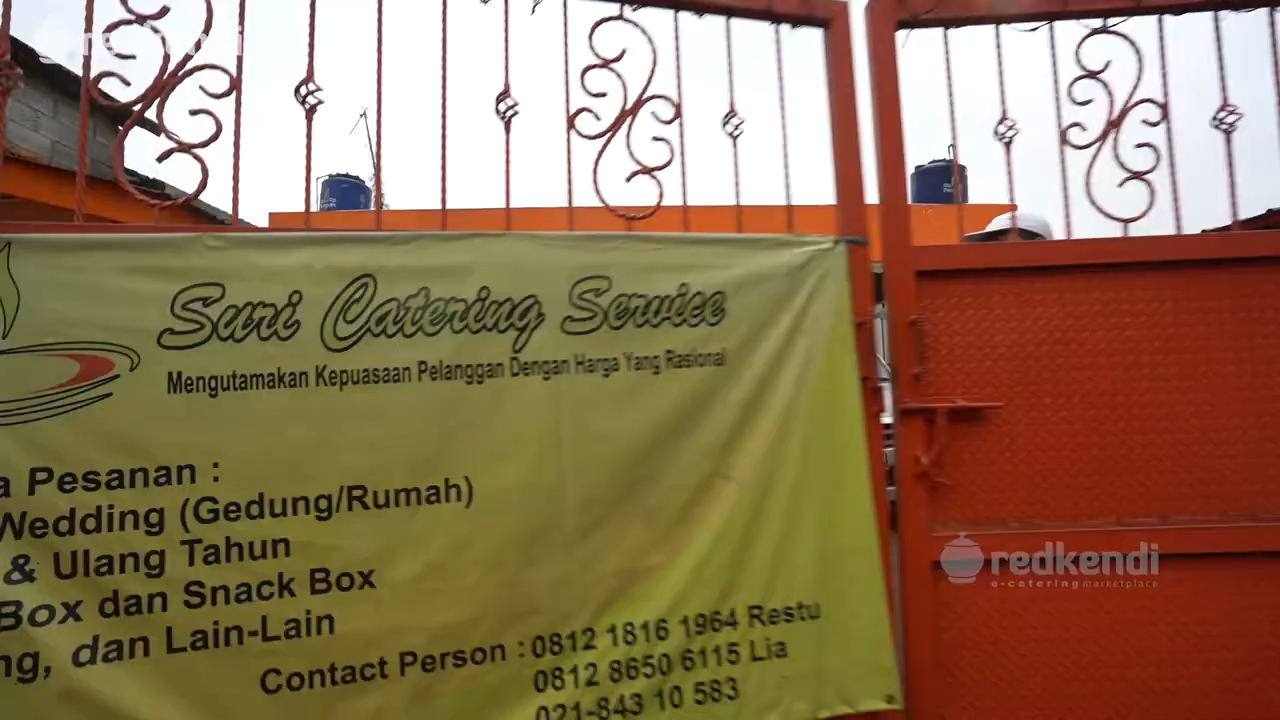 Suri Catering Service
Mengutamakan Kepuasaan Pelanggan Dengan Harga Yang Rasional
Pesanan :
Wedding (Gedung/Rumah)
& Ulang Tahun
Box dan Snack Box
dan Lain-Lain
Contact Person : 0812 1816 1964 Restu
0812 8650 6115 Lia
021-843 10 583
redkendi
e-catering marketplace